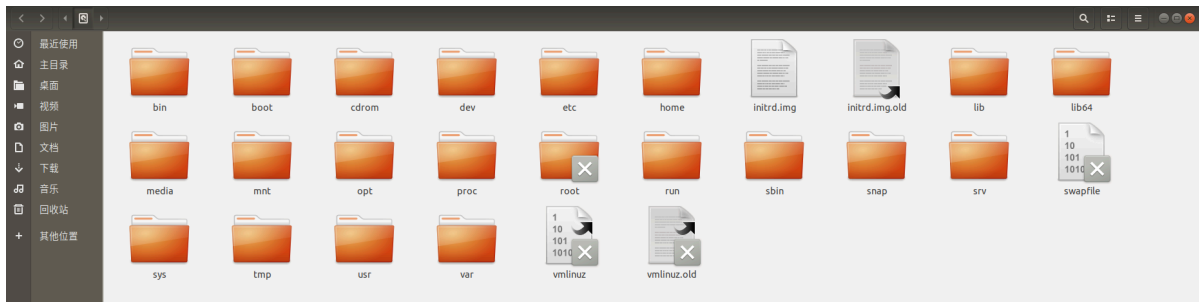 最近使用
主目录
桌面
视频
图片
文档
下载
音乐
回收站
+ 其他位置
bin boot cdrom dev etc home initrd.img initrd.img.old lib lib64
media mnt opt proc root run sbin snap srv swapfile
sys tmp usr var vmlinuz vmlinuz.old